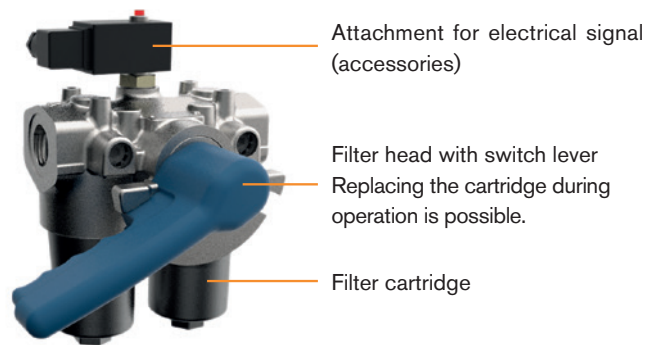 Attachment for electrical signal
(accessories)
Filter head with switch lever
Replacing the cartridge during
operation is possible.
Filter cartridge